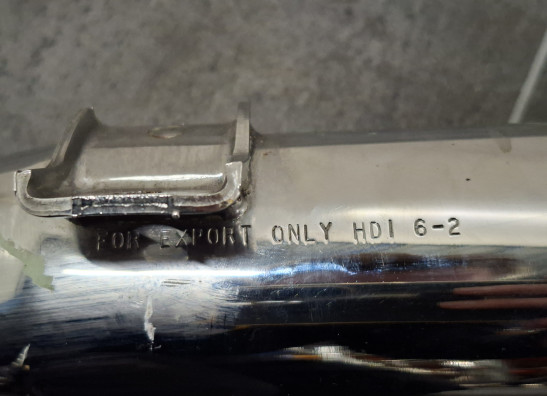 FOR EXPORT ONLY HDI 6-2